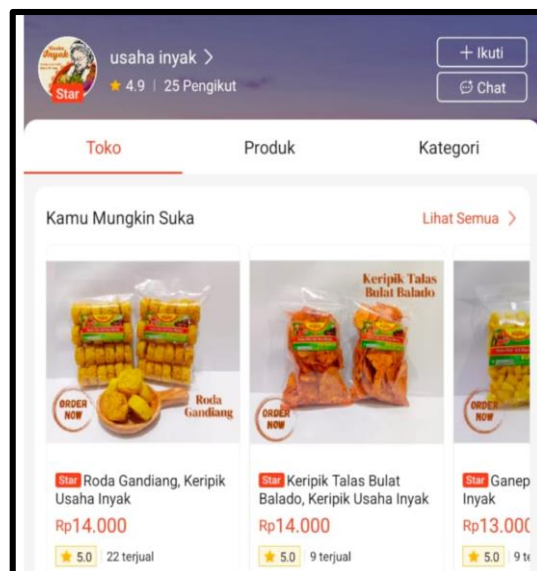 usaha inyak >
4.9 | 25 Pengikut
+ Ikuti
Chat
Inyak
Star
Toko
Produk
Kategori
Kamu Mungkin Suka
Lihat Semua >
ORDER NOW
Roda
Gandiang
Keripik Talas
Bulat Balado
ORDER NOW
ORDER
NOW
Star Roda Gandiang, Keripik
Usaha Inyak
Rp14.000
5.0 22 terjual
Star Keripik Talas Bulat
Balado, Keripik Usaha Inyak
Rp14.000
5.0 9 terjual
Star Ganep
Inyak
Rp13.000
5.0 9 te